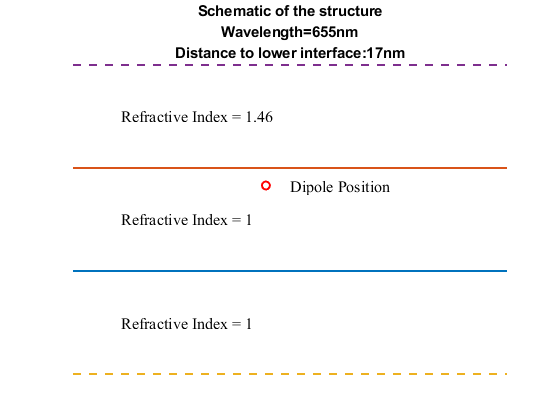 Schematic of the structure
Wavelength=655nm
Distance to lower interface:17nm
Refractive Index = 1.46
Dipole Position
Refractive Index = 1
Refractive Index = 1